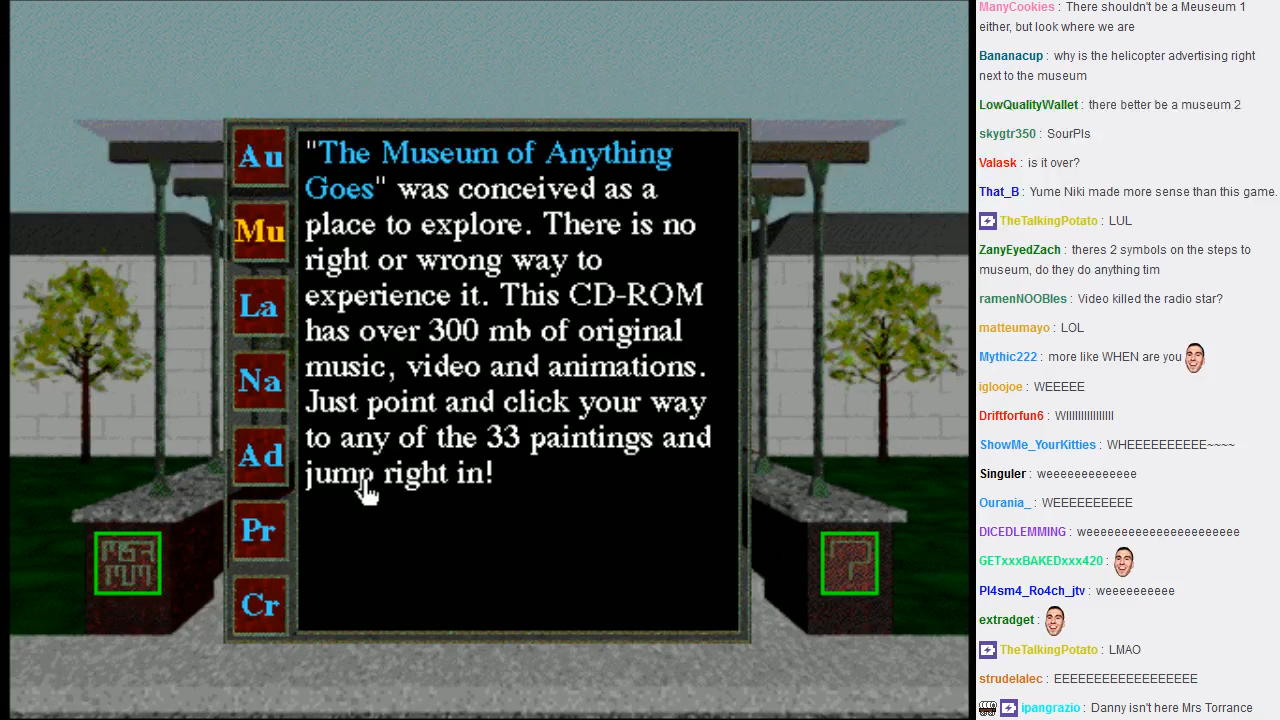 Au
Mu
La
Na
Ad
Pr
Cr
"The Museum of Anything
Goes" was conceived as a
place to explore. There is no
right or wrong way to
experience it. This CD-ROM
has over 300 mb of original
music, video and animations.
Just point and click your way
to any of the 33 paintings and
jump right in!
?
ManyCookies : There shouldn't be a Meuseum 1
either, but look where we are
Bananacup : why is the helicopter advertising right
next to the museum
LowQualityWallet : there better be a museum 2
skygtr350 : SourPls
Valask : is it over?
That_B : Yume Niki made more sense than this game.
TheTalkingPotato : LUL
ZanyEyedZach : theres 2 symbols on the steps to
museum, do they do anything tim
ramenNOOBles : Video killed the radio star?
matteumayo : LOL
Mythic222 : more like WHEN are you
igloojoe : WEEEEE
Driftforfun6 : WIIIIIIIIIIIIIIII
ShowMe_YourKitties : WHEEEEEEEEEE~~~~
Singuler : weeeeeeeeeeee
Ourania_ : WEEEEEEEEEE
DICEDLEMMING : weeeeeeeeeeeeeeeeeeeeee
GETxxxBAKEDxxx420 :
Pl4sm4_Ro4ch_jtv : weeeeeeeeee
extradget :
TheTalkingPotato : LMAO
strudelalec : EEEEEEEEEEEEEEEEEE
ipangrazio : Danny isn't here Mrs Torrance